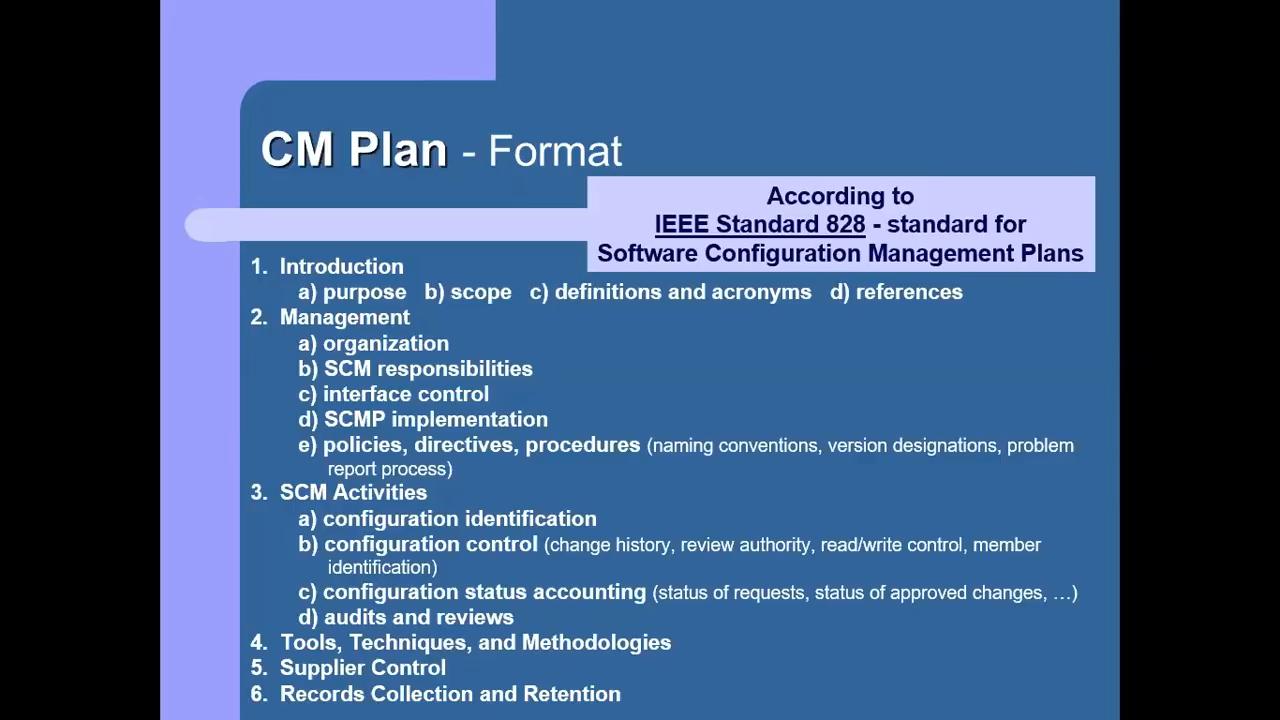 CM Plan - Format
According to
IEEE Standard 828 - standard for
Software Configuration Management Plans
1. Introduction
a) purpose b) scope c) definitions and acronyms d) references
2. Management
a) organization
b) SCM responsibilities
c) interface control
d) SCMP implementation
e) policies, directives, procedures (naming conventions, version designations, problem
report process)
3. SCM Activities
a) configuration identification
b) configuration control (change history, review authority, read/write control, member
identification)
c) configuration status accounting (status of requests, status of approved changes, …)
d) audits and reviews
4. Tools, Techniques, and Methodologies
5. Supplier Control
6. Records Collection and Retention